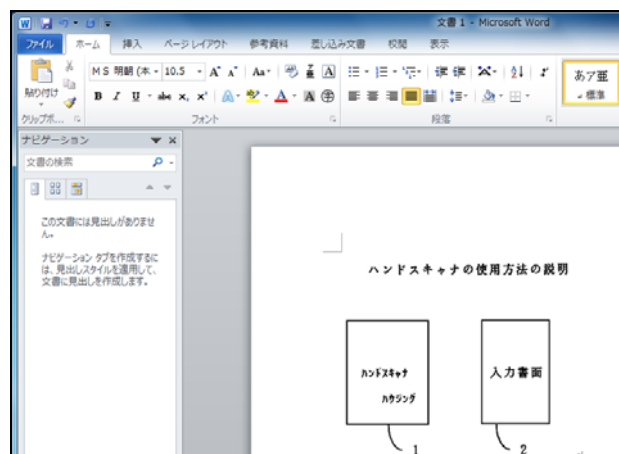 文書 1 - Microsoft Word
ファイル ホーム 挿入 ページ レイアウト 参考資料 差し込み文書 校閲 表示
ＭＳ 明朝 (本 10.5 A A Aa ア亜 A
貼り付け
B I U abc x, x' A ab A A 字
あア亜
標準
クリップボ... フォント 段落
ナビゲーション
文書の検索
この文書には見出しがありませ
ん。
ナビゲーション タブを作成するに
は、見出しスタイルを適用して、
文書に見出しを作成します。
ハンドスキャナの使用方法の説明
ハンドスキャナ
ハウジング
入力書面
1 2